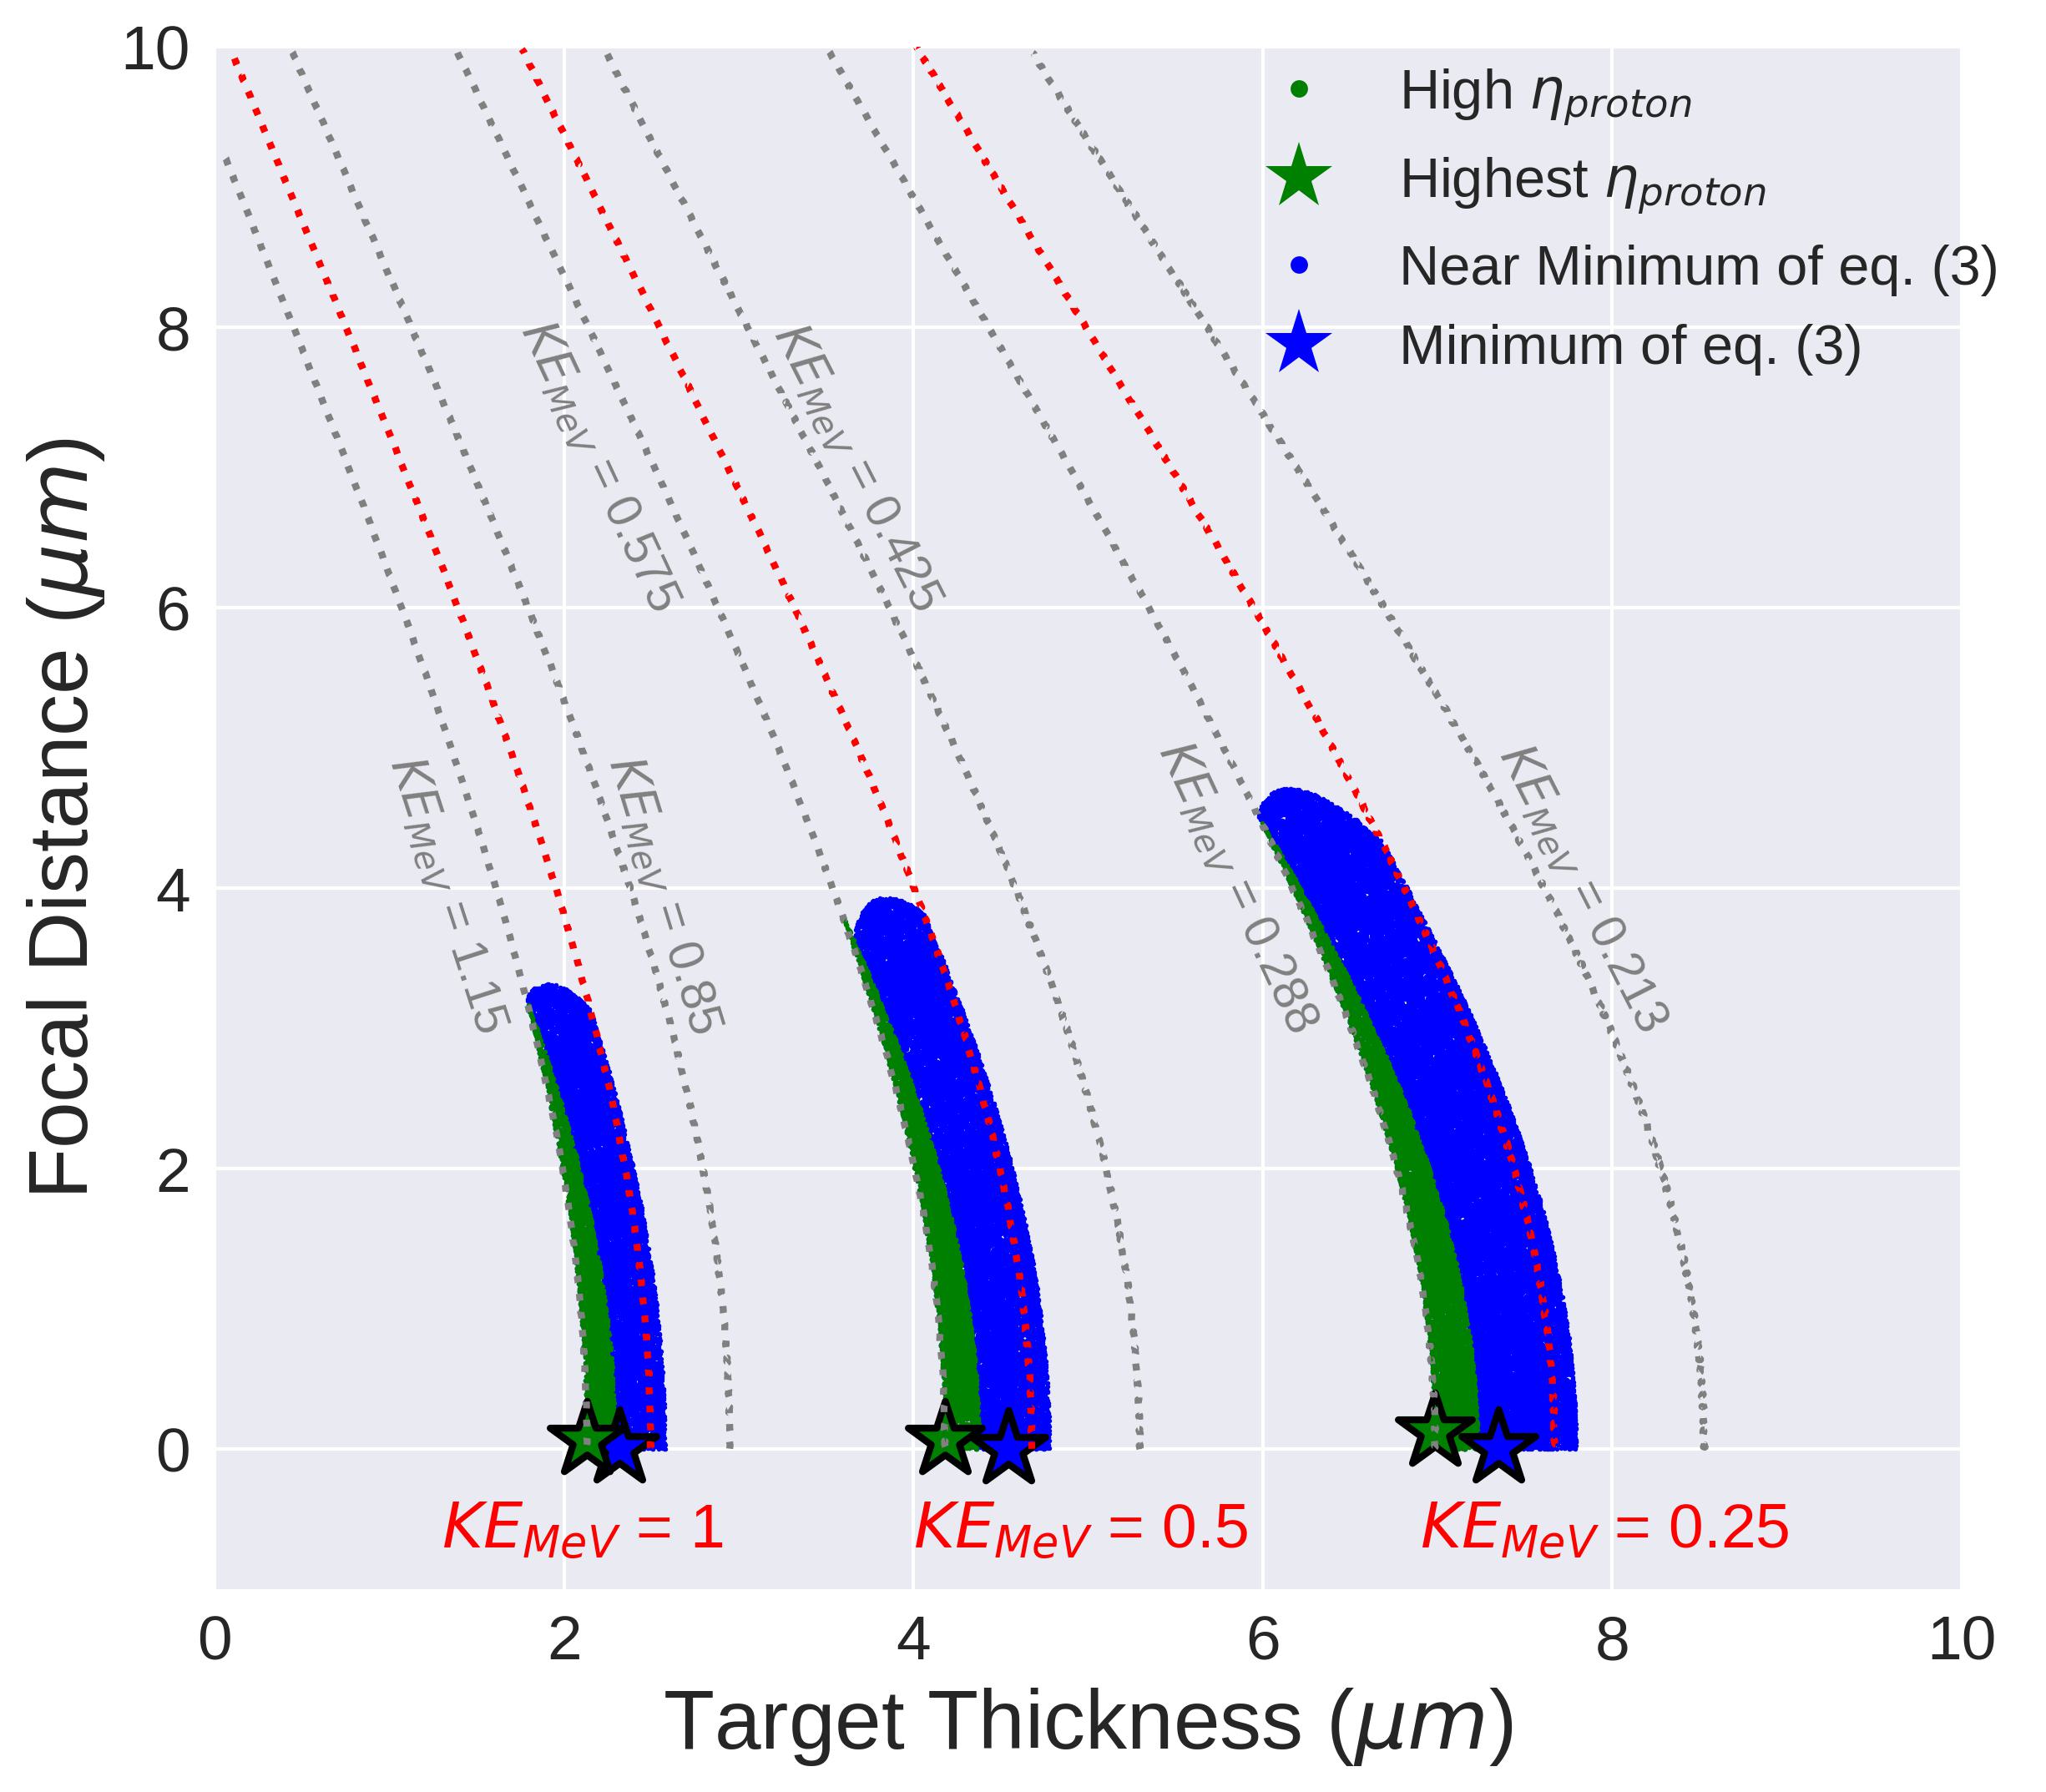 10
8
6
4
2
0
Focal Distance (μm)
High η_proton
Highest η_proton
Near Minimum of eq. (3)
Minimum of eq. (3)
KE_MeV = 0.575
KE_MeV = 0.425
KE_MeV = 1.15
KE_MeV = 0.85
KE_MeV = 0.288
KE_MeV = 0.213
KE_MeV = 1
KE_MeV = 0.5
KE_MeV = 0.25
0 2 4 6 8 10
Target Thickness (μm)